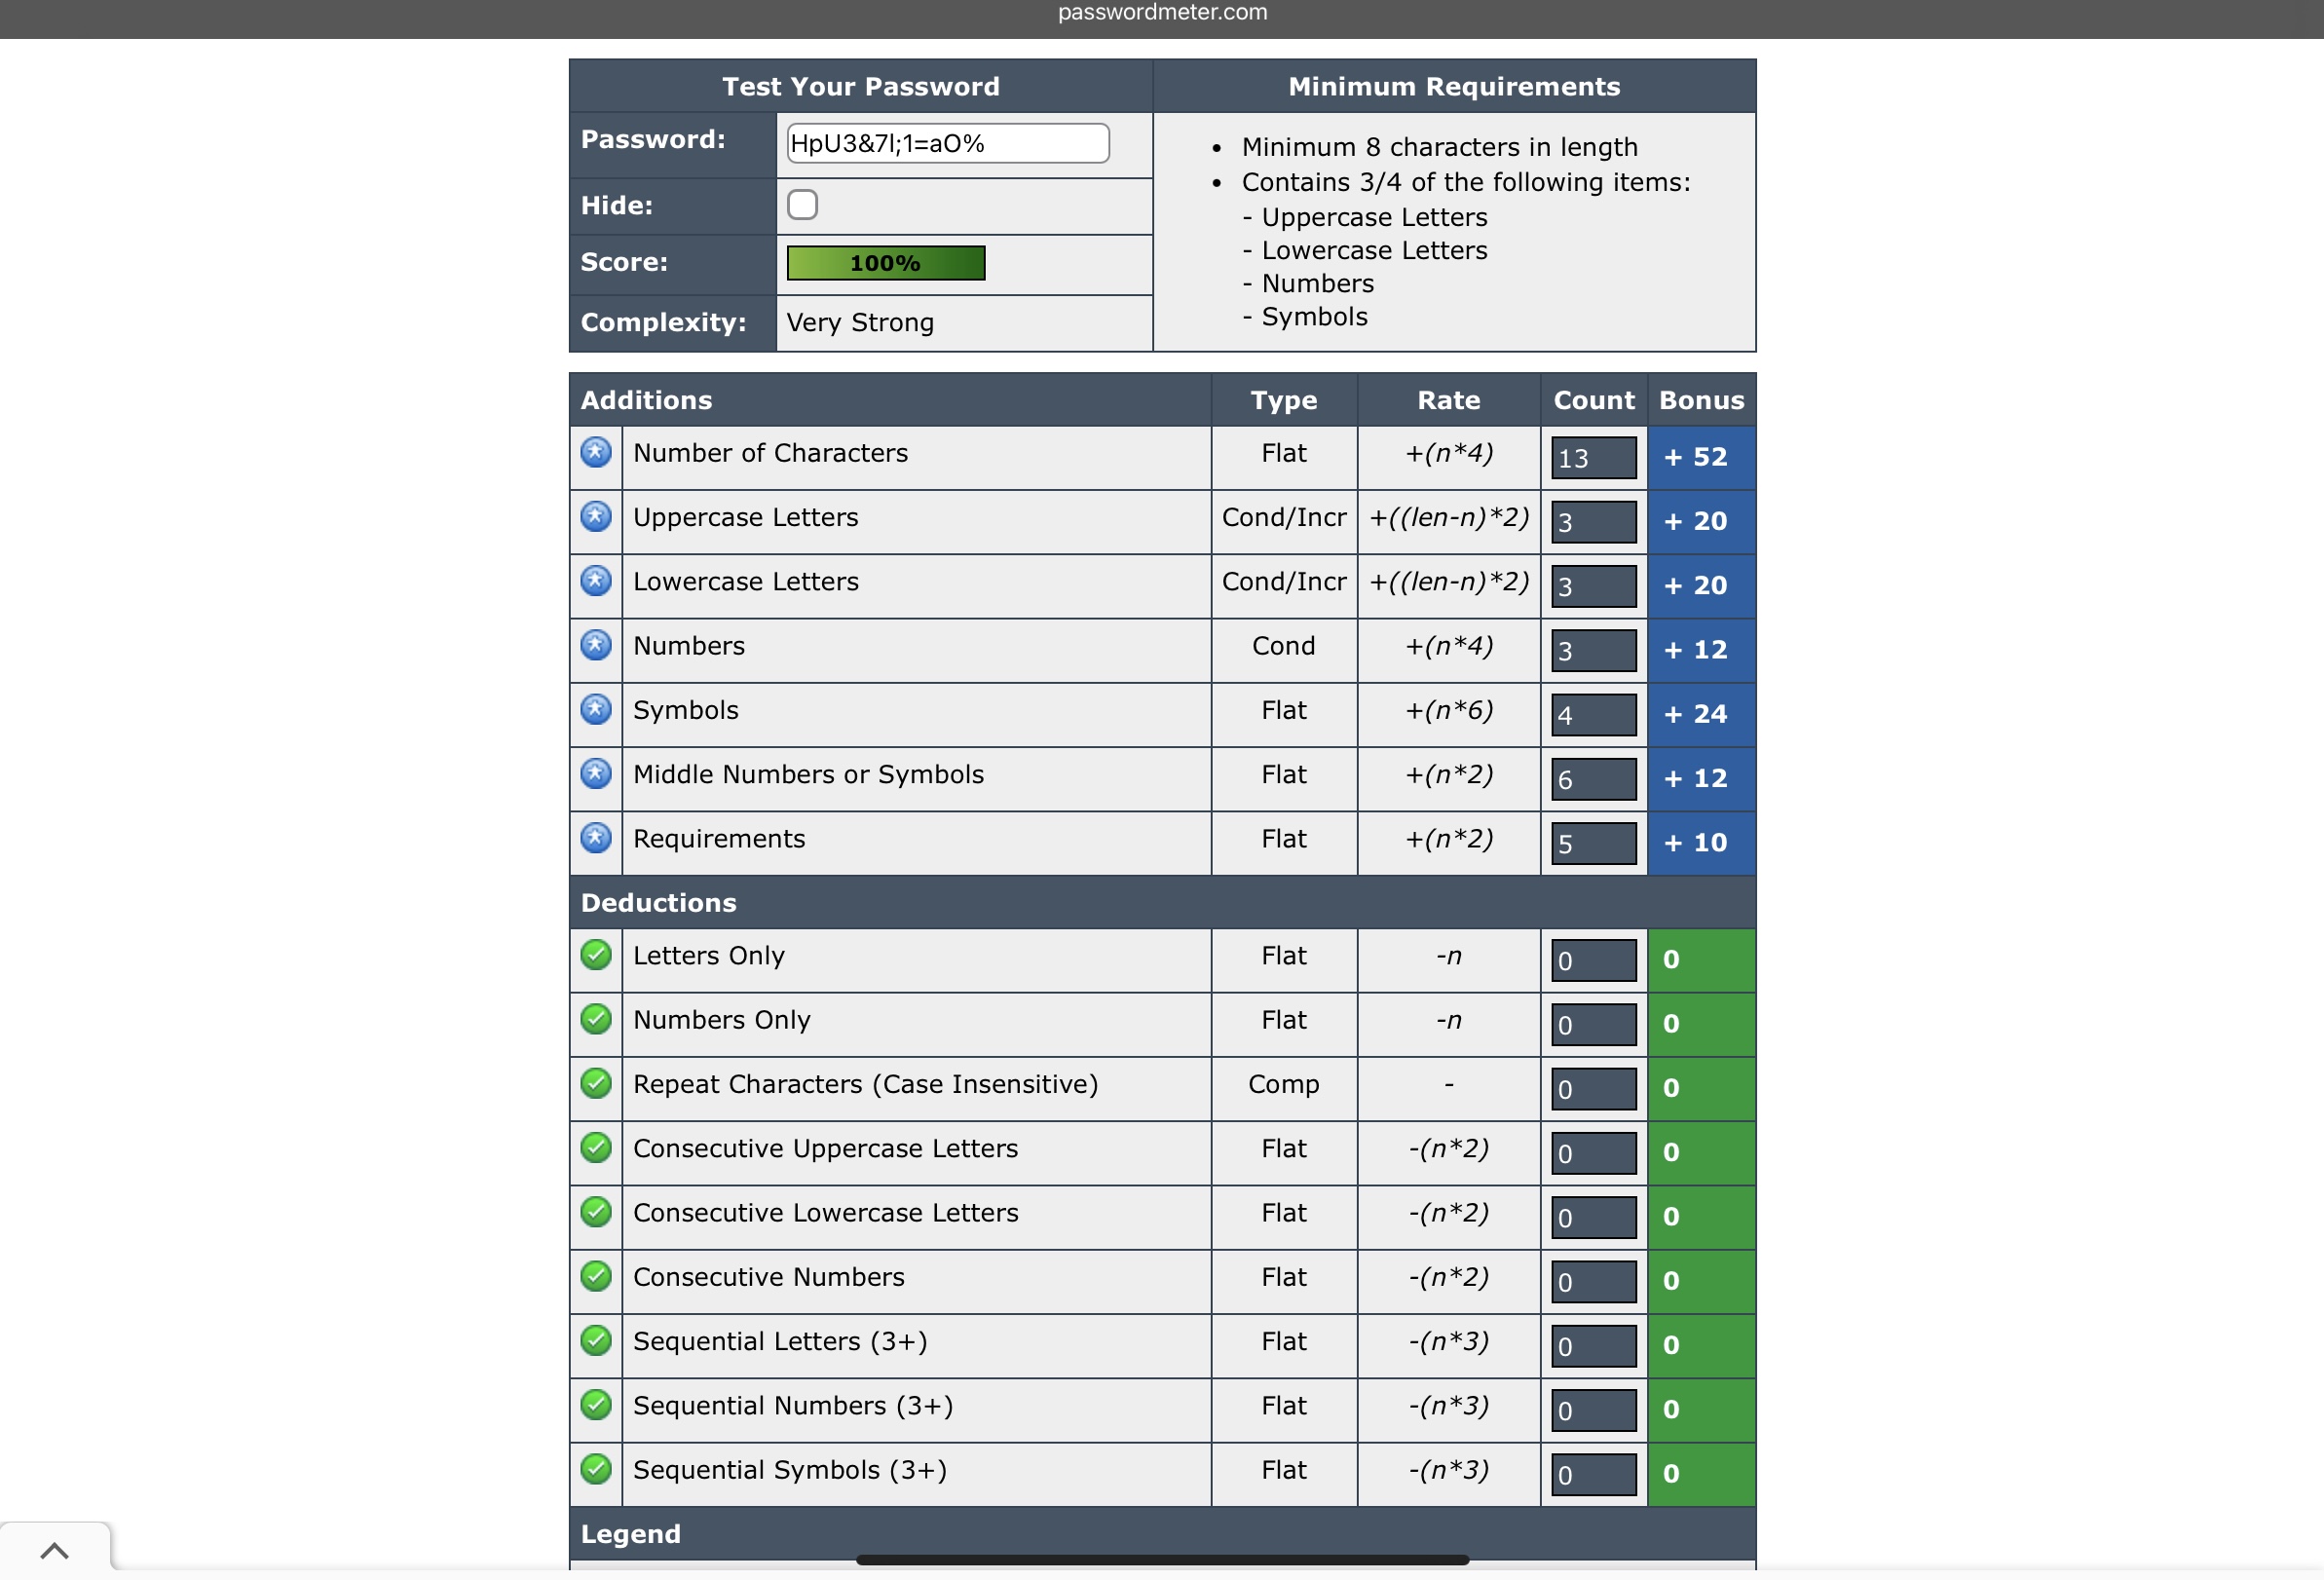 passwordmeter.com
Test Your Password
Minimum Requirements
Password: HpU3&7l;1=aO%
Hide:
Score: 100%
Complexity: Very Strong
• Minimum 8 characters in length
• Contains 3/4 of the following items:
- Uppercase Letters
- Lowercase Letters
- Numbers
- Symbols
Additions Type Rate Count Bonus
Number of Characters Flat +(n*4) 13 + 52
Uppercase Letters Cond/Incr +((len-n)*2) 3 + 20
Lowercase Letters Cond/Incr +((len-n)*2) 3 + 20
Numbers Cond +(n*4) 3 + 12
Symbols Flat +(n*6) 4 + 24
Middle Numbers or Symbols Flat +(n*2) 6 + 12
Requirements Flat +(n*2) 5 + 10
Deductions
Letters Only Flat -n 0 0
Numbers Only Flat -n 0 0
Repeat Characters (Case Insensitive) Comp - 0 0
Consecutive Uppercase Letters Flat -(n*2) 0 0
Consecutive Lowercase Letters Flat -(n*2) 0 0
Consecutive Numbers Flat -(n*2) 0 0
Sequential Letters (3+) Flat -(n*3) 0 0
Sequential Numbers (3+) Flat -(n*3) 0 0
Sequential Symbols (3+) Flat -(n*3) 0 0
Legend